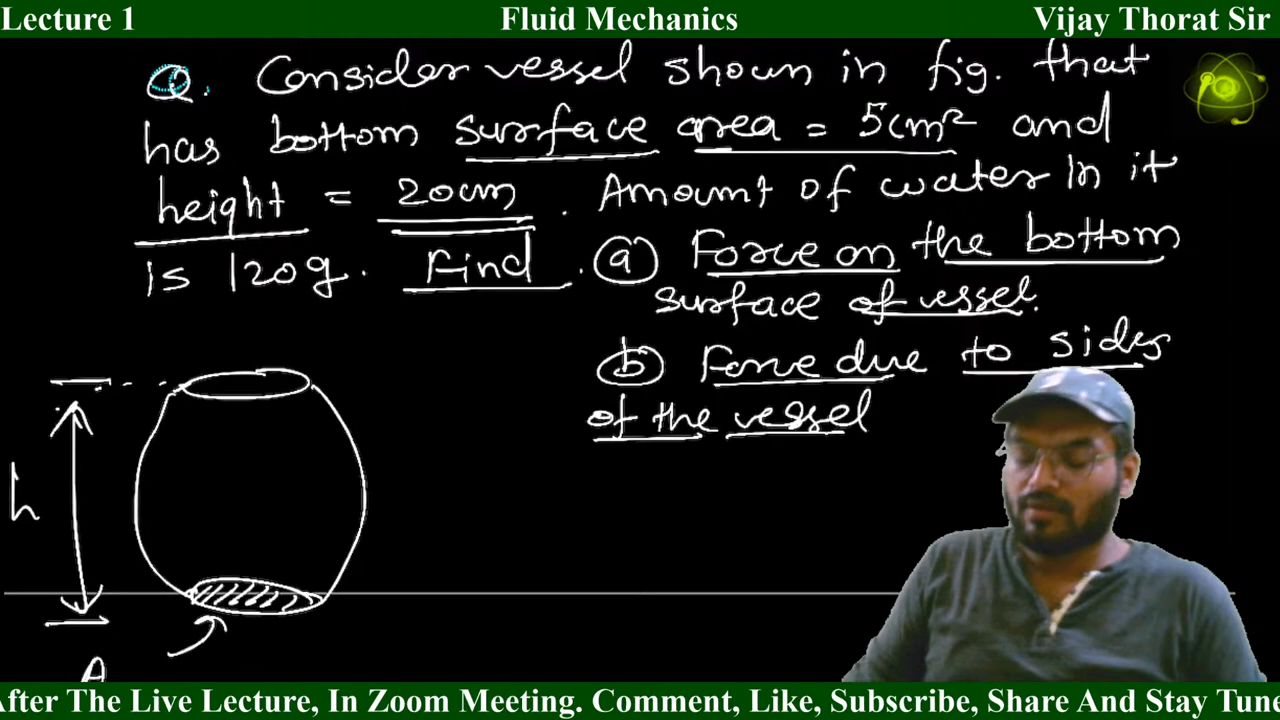 Lecture 1 Fluid Mechanics Vijay Thorat Sir
Q. Consider vessel shown in fig. that
has bottom surface area = 5cm² and
height = 20cm. Amount of water in it
is 120g. Find. (a) Force on the bottom
surface of vessel.
(b) Force due to sides
of the vessel
h
A
After The Live Lecture, In Zoom Meeting. Comment, Like, Subscribe, Share And Stay Tune